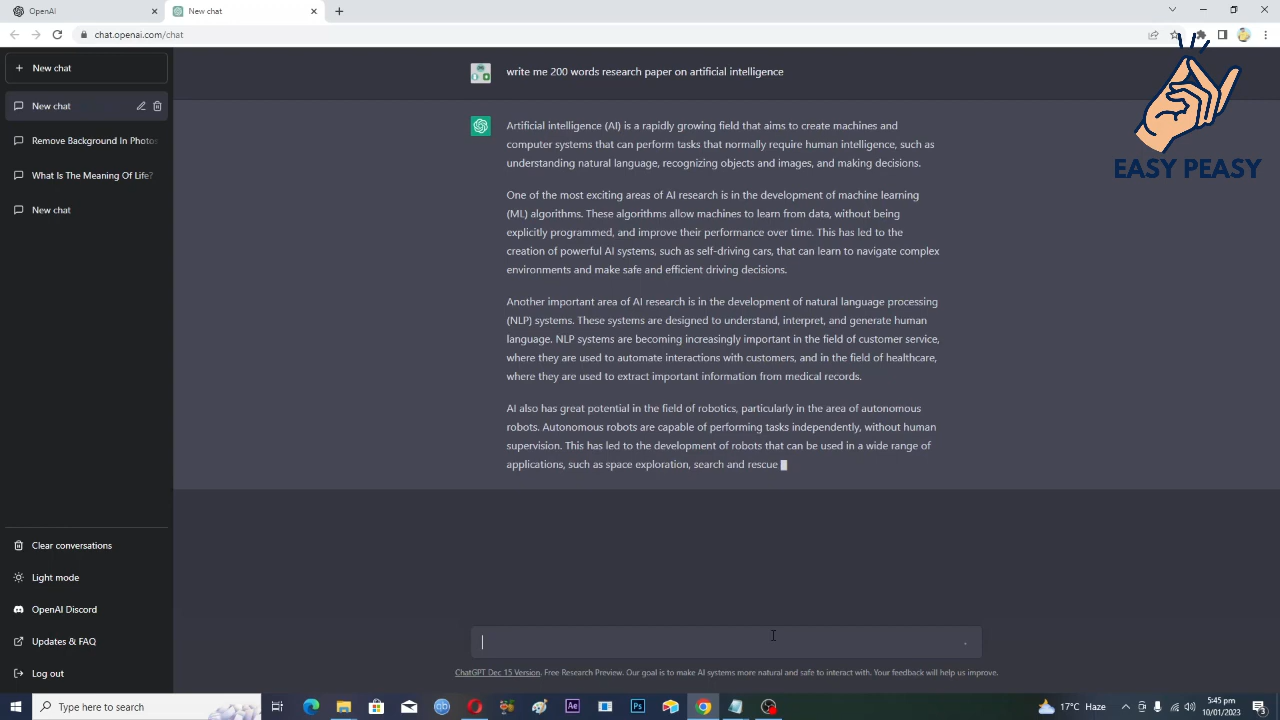 OpenAI
New chat
chat.openai.com/chat
New chat
New chat
Remove Background In Photos
What Is The Meaning Of Life?
New chat
Clear conversations
Light mode
OpenAI Discord
Updates & FAQ
Log out
write me 200 words research paper on artificial intelligence
Artificial intelligence (AI) is a rapidly growing field that aims to create machines and
computer systems that can perform tasks that normally require human intelligence, such as
understanding natural language, recognizing objects and images, and making decisions.
One of the most exciting areas of AI research is in the development of machine learning
(ML) algorithms. These algorithms allow machines to learn from data, without being
explicitly programmed, and improve their performance over time. This has led to the
creation of powerful AI systems, such as self-driving cars, that can learn to navigate complex
environments and make safe and efficient driving decisions.
Another important area of AI research is in the development of natural language processing
(NLP) systems. These systems are designed to understand, interpret, and generate human
language. NLP systems are becoming increasingly important in the field of customer service,
where they are used to automate interactions with customers, and in the field of healthcare,
where they are used to extract important information from medical records.
AI also has great potential in the field of robotics, particularly in the area of autonomous
robots. Autonomous robots are capable of performing tasks independently, without human
supervision. This has led to the development of robots that can be used in a wide range of
applications, such as space exploration, search and rescue
EASY PEASY
ChatGPT Dec 15 Version. Free Research Preview. Our goal is to make AI systems more natural and safe to interact with. Your feedback will help us improve.
Type here to search
Ae
Ps
17°C Haze
5:45 pm
10/01/2023